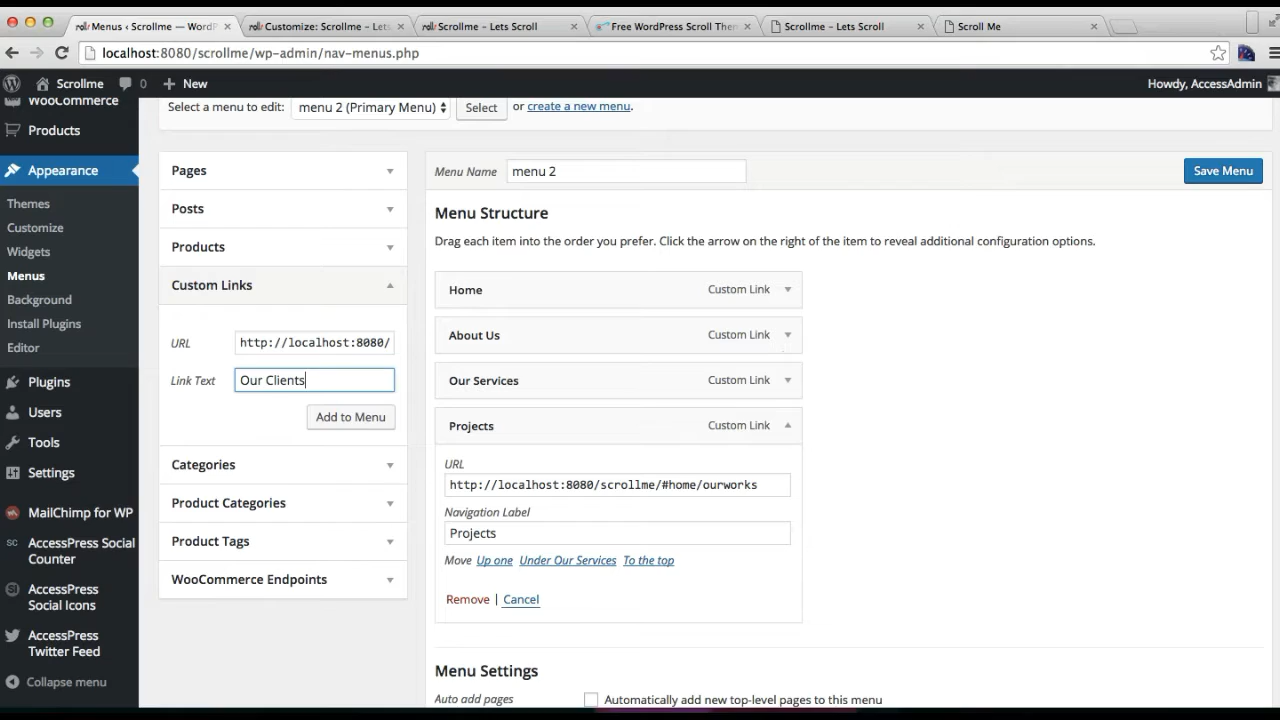 Menus ‹ Scrollme — WordP
Customize: Scrollme – Lets
Scrollme – Lets Scroll
Free WordPress Scroll Them
Scrollme – Lets Scroll
Scroll Me
localhost:8080/scrollme/wp-admin/nav-menus.php
Scrollme 0 New Howdy, AccessAdmin
WooCommerce
Products
Appearance
Themes
Customize
Widgets
Menus
Background
Install Plugins
Editor
Plugins
Users
Tools
Settings
MailChimp for WP
SC AccessPress Social
Counter
AccessPress
Social Icons
AccessPress
Twitter Feed
Collapse menu
Select a menu to edit: menu 2 (Primary Menu) Select or create a new menu.
Pages
Posts
Products
Custom Links
URL http://localhost:8080/
Link Text Our Clients
Add to Menu
Categories
Product Categories
Product Tags
WooCommerce Endpoints
Menu Name menu 2 Save Menu
Menu Structure
Drag each item into the order you prefer. Click the arrow on the right of the item to reveal additional configuration options.
Home Custom Link
About Us Custom Link
Our Services Custom Link
Projects Custom Link
URL
http://localhost:8080/scrollme/#home/ourworks
Navigation Label
Projects
Move Up one Under Our Services To the top
Remove | Cancel
Menu Settings
Auto add pages Automatically add new top-level pages to this menu